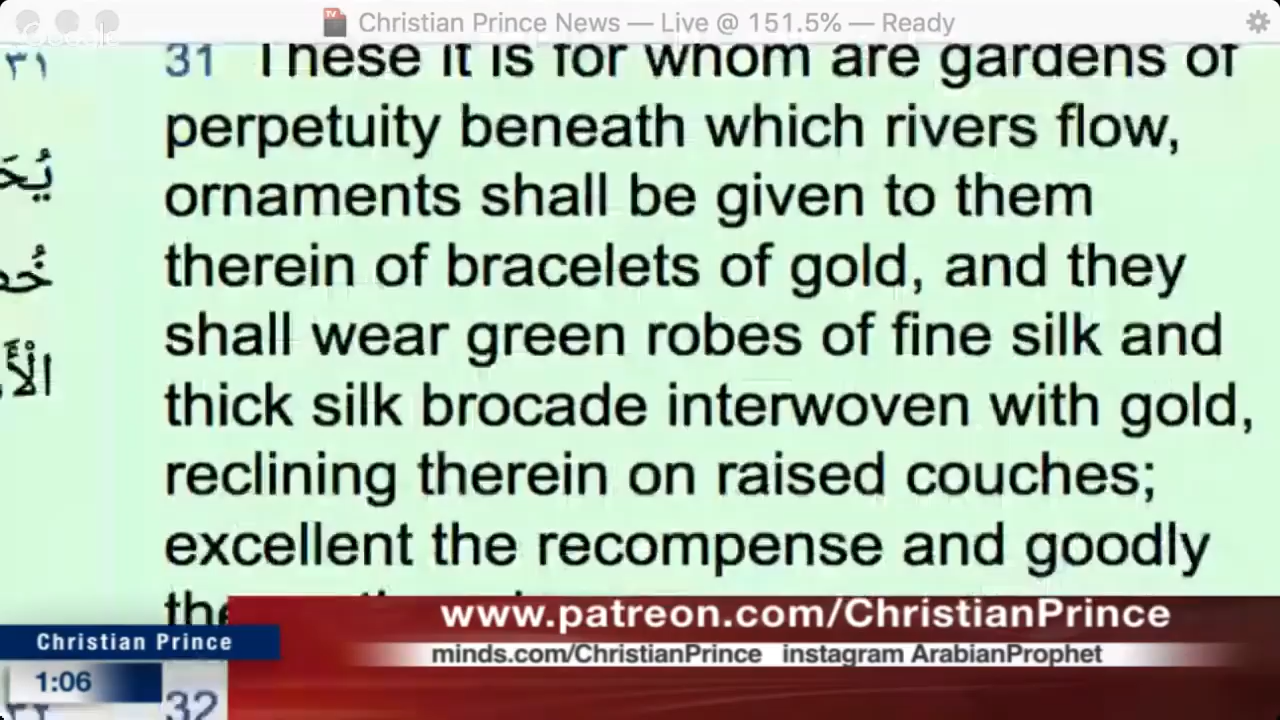 Christian Prince News — Live @ 151.5% — Ready
Google
٣١
31 These it is for whom are gardens of
perpetuity beneath which rivers flow,
ornaments shall be given to them
therein of bracelets of gold, and they
shall wear green robes of fine silk and
thick silk brocade interwoven with gold,
reclining therein on raised couches;
excellent the recompense and goodly
www.patreon.com/ChristianPrince
Christian Prince
minds.com/ChristianPrince instagram ArabianProphet
1:06
32